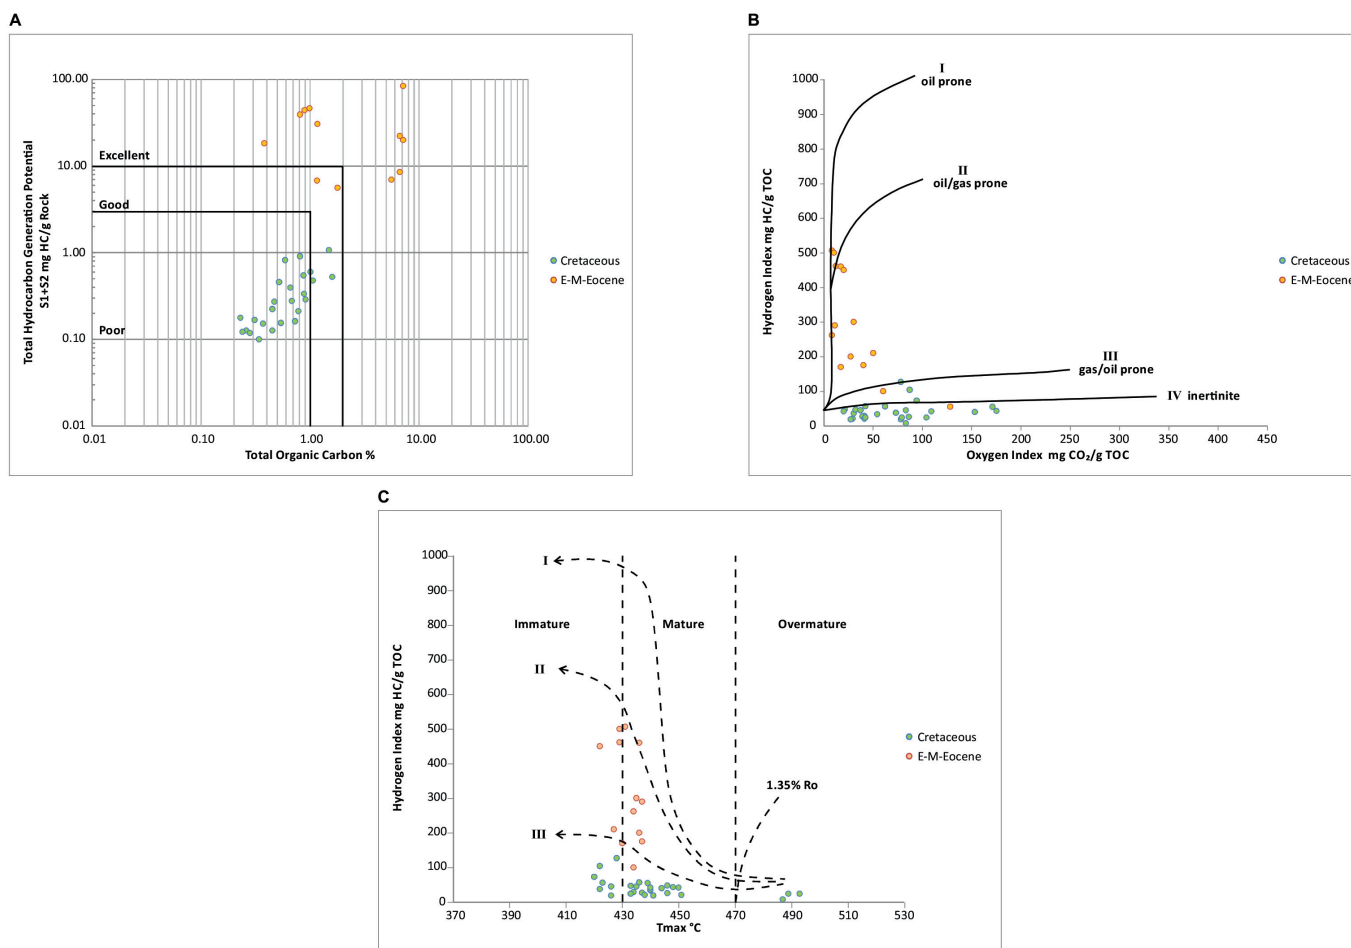 A
Total Hydrocarbon Generation Potential
S1+S2 mg HC/g Rock
100.00
10.00
1.00
0.10
0.01
Excellent
Good
Poor
0.01
0.10
1.00
10.00
100.00
Total Organic Carbon %
Cretaceous
E-M-Eocene
B
Hydrogen Index mg HC/g TOC
1000
900
800
700
600
500
400
300
200
100
0
I
oil prone
II
oil/gas prone
III
gas/oil prone
IV inertinite
0
50
100
150
200
250
300
350
400
450
Oxygen Index mg CO₂/g TOC
Cretaceous
E-M-Eocene
C
Hydrogen Index mg HC/g TOC
1000
900
800
700
600
500
400
300
200
100
0
I
II
III
Immature
Mature
Overmature
1.35% Ro
370
390
410
430
450
470
490
510
530
Tmax °C
Cretaceous
E-M-Eocene